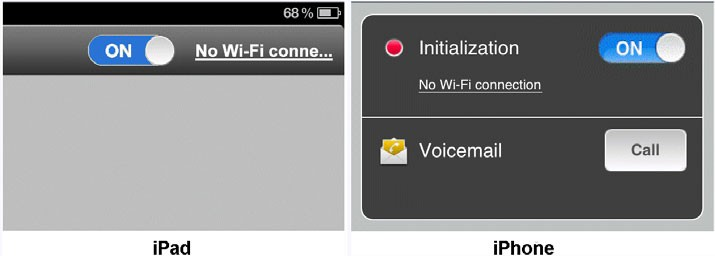 68 %
ON No Wi-Fi conne...
Initialization ON
No Wi-Fi connection
Voicemail Call
iPad
iPhone